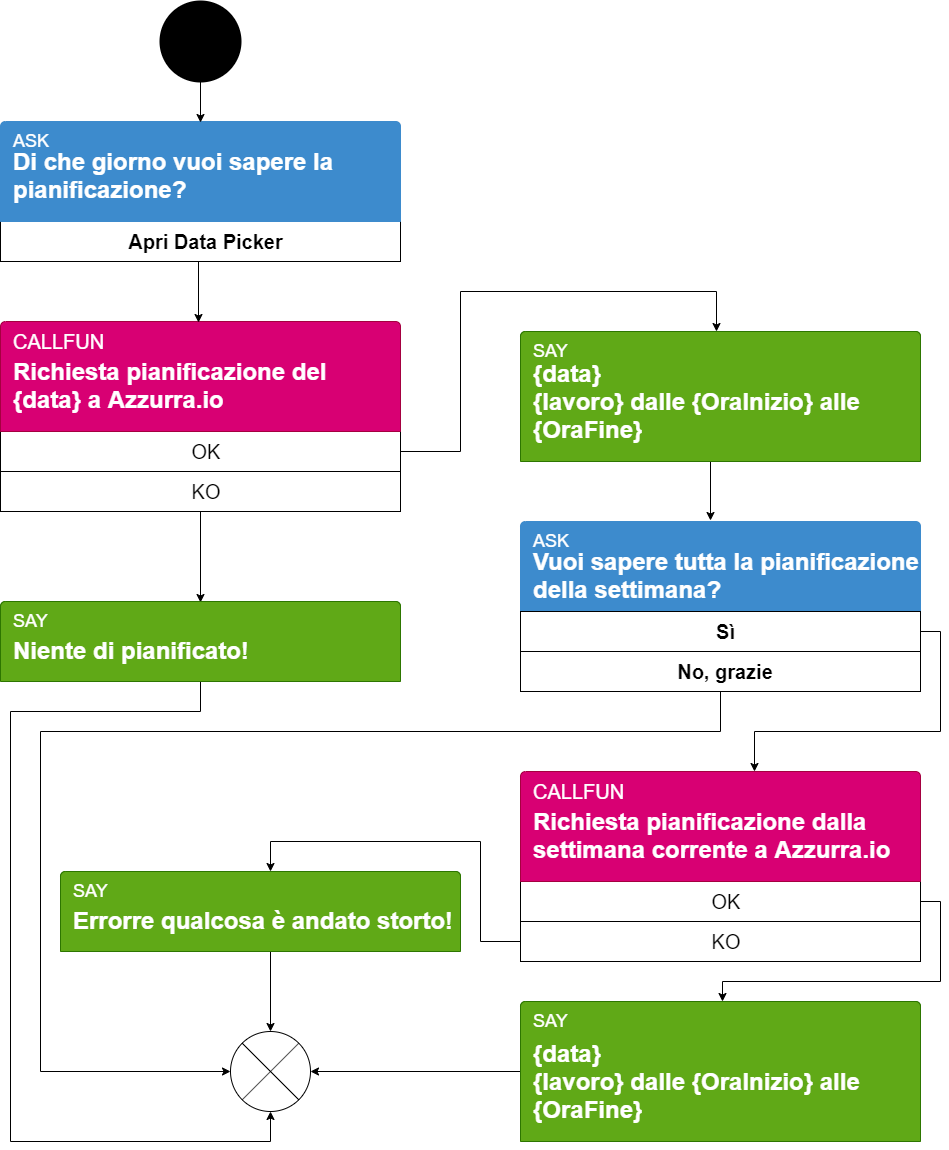 ASK
Di che giorno vuoi sapere la
pianificazione?
Apri Data Picker
CALLFUN
Richiesta pianificazione del
{data} a Azzurra.io
OK
KO
SAY
Niente di pianificato!
SAY
{data}
{lavoro} dalle {OraInizio} alle
{OraFine}
ASK
Vuoi sapere tutta la pianificazione
della settimana?
Sì
No, grazie
CALLFUN
Richiesta pianificazione dalla
settimana corrente a Azzurra.io
OK
KO
SAY
Errorre qualcosa è andato storto!
SAY
{data}
{lavoro} dalle {OraInizio} alle
{OraFine}